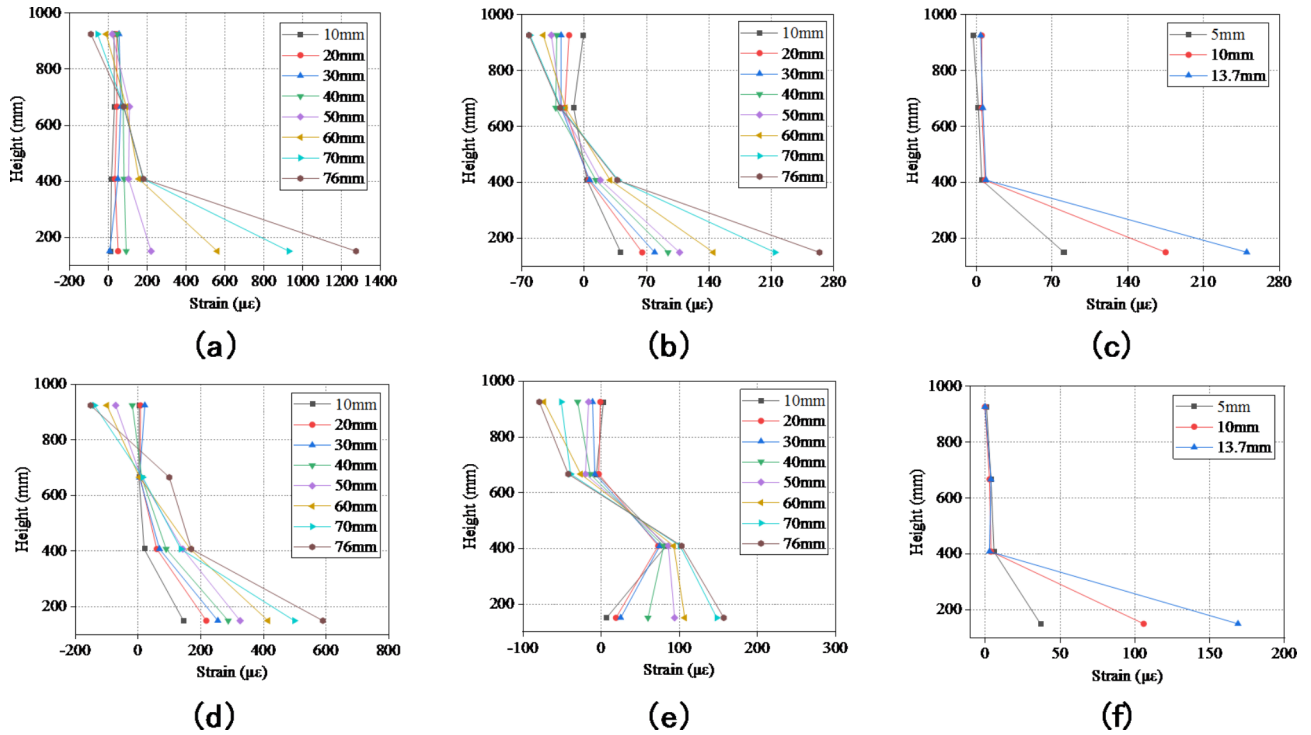 1000
800
600
400
200
Height (mm)
-200 0 200 400 600 800 1000 1200 1400
Strain (με)
10mm
20mm
30mm
40mm
50mm
60mm
70mm
76mm
(a)
1000
800
600
400
200
Height (mm)
-70 0 70 140 210 280
Strain (με)
10mm
20mm
30mm
40mm
50mm
60mm
70mm
76mm
(b)
1000
800
600
400
200
Height (mm)
0 70 140 210 280
Strain (με)
5mm
10mm
13.7mm
(c)
1000
800
600
400
200
Height (mm)
-200 0 200 400 600 800
Strain (με)
10mm
20mm
30mm
40mm
50mm
60mm
70mm
76mm
(d)
1000
800
600
400
200
Height (mm)
-100 0 100 200 300
Strain (με)
10mm
20mm
30mm
40mm
50mm
60mm
70mm
76mm
(e)
1000
800
600
400
200
Height (mm)
0 50 100 150 200
Strain (με)
5mm
10mm
13.7mm
(f)